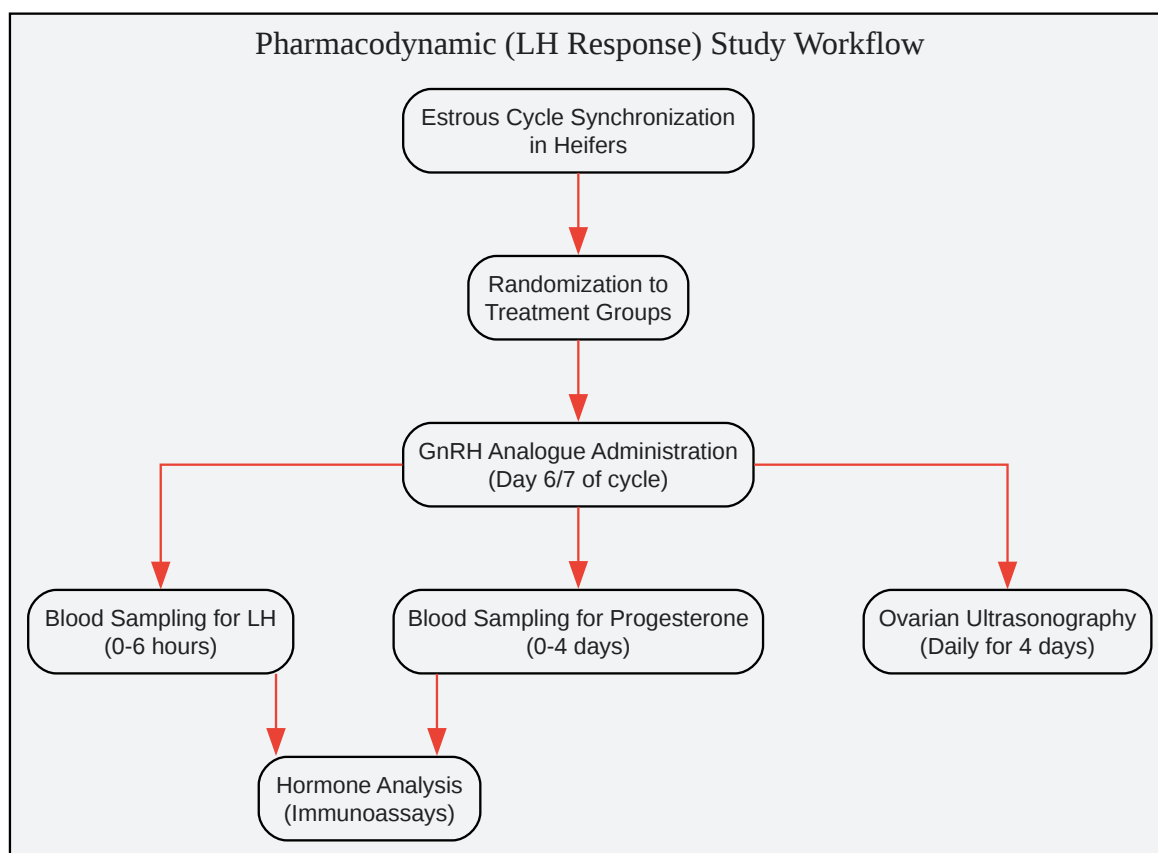 Pharmacodynamic (LH Response) Study Workflow
Estrous Cycle Synchronization
in Heifers
Randomization to
Treatment Groups
GnRH Analogue Administration
(Day 6/7 of cycle)
Blood Sampling for LH
(0-6 hours)
Blood Sampling for Progesterone
(0-4 days)
Ovarian Ultrasonography
(Daily for 4 days)
Hormone Analysis
(Immunoassays)